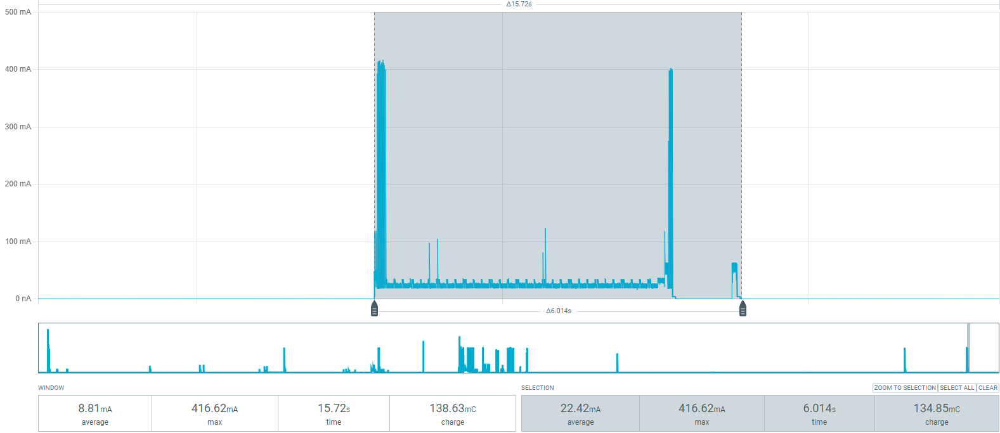 Δ15.72s
500 mA
400 mA
300 mA
200 mA
100 mA
0 nA
Δ6.014s
WINDOW
SELECTION
ZOOM TO SELECTION SELECT ALL CLEAR
8.81mA 416.62mA 15.72s 138.63mC
average max time charge
22.42mA 416.62mA 6.014s 134.85mC
average max time charge